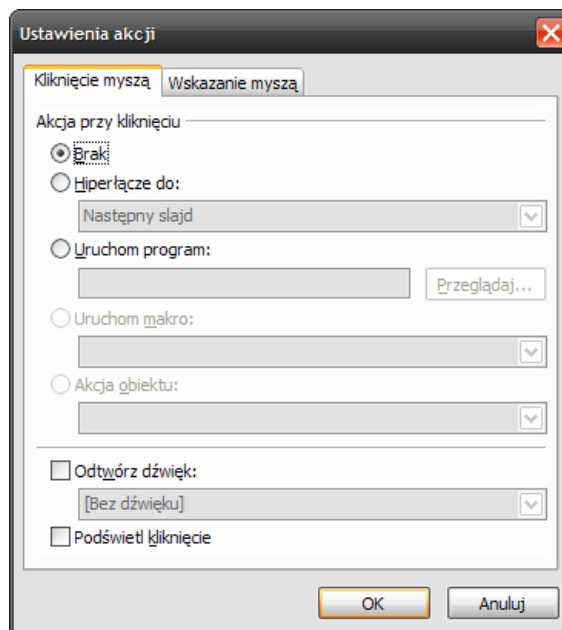 Ustawienia akcji
Kliknięcie myszą Wskazanie myszą
Akcja przy kliknięciu
Brak
Hiperłącze do:
Następny slajd
Uruchom program:
Przeglądaj...
Uruchom makro:
Akcja obiektu:
Odtwórz dźwięk:
[Bez dźwięku]
Podświetl kliknięcie
OK Anuluj